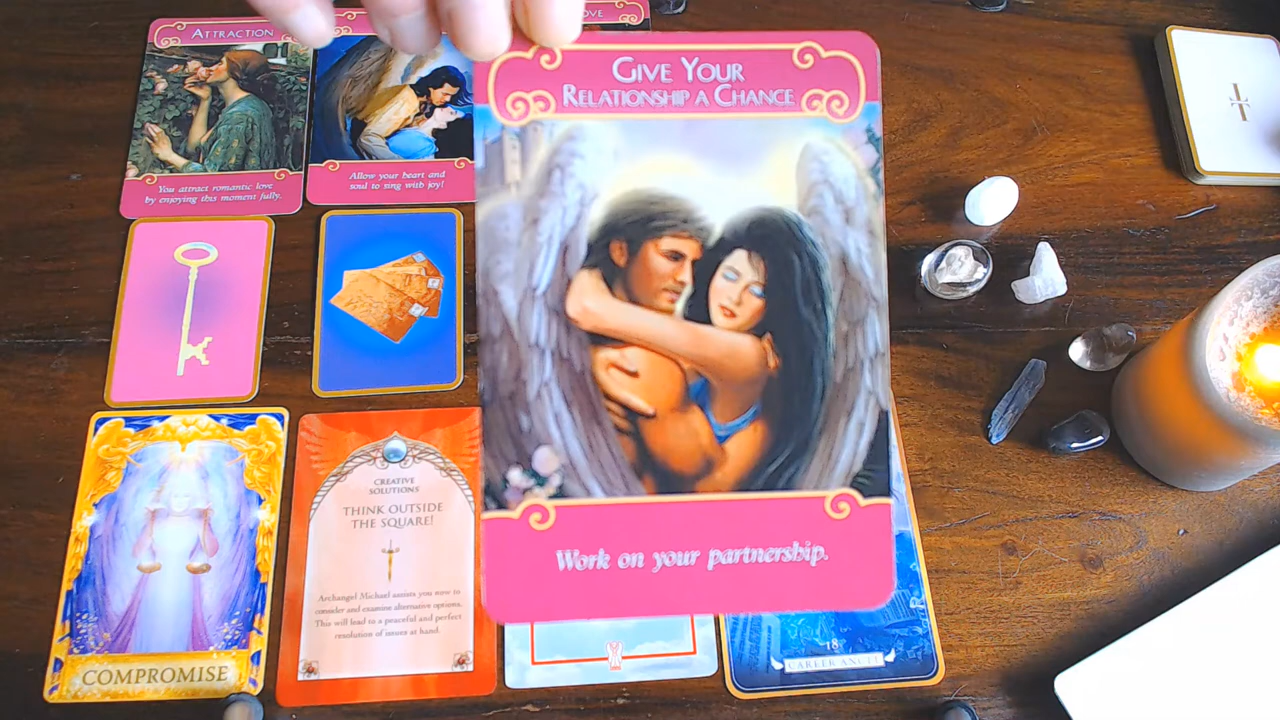 ATTRACTION
OVE
GIVE YOUR
RELATIONSHIP A CHANCE
You attract romantic love
by enjoying this moment fully.
Allow your heart and
soul to sing with joy!
Work on your partnership.
COMPROMISE
CREATIVE
SOLUTIONS
THINK OUTSIDE
THE SQUARE!
Archangel Michael assists you now to
consider and examine alternative options.
This will lead to a peaceful and perfect
resolution of issues at hand.
18
CAREER ANGEL